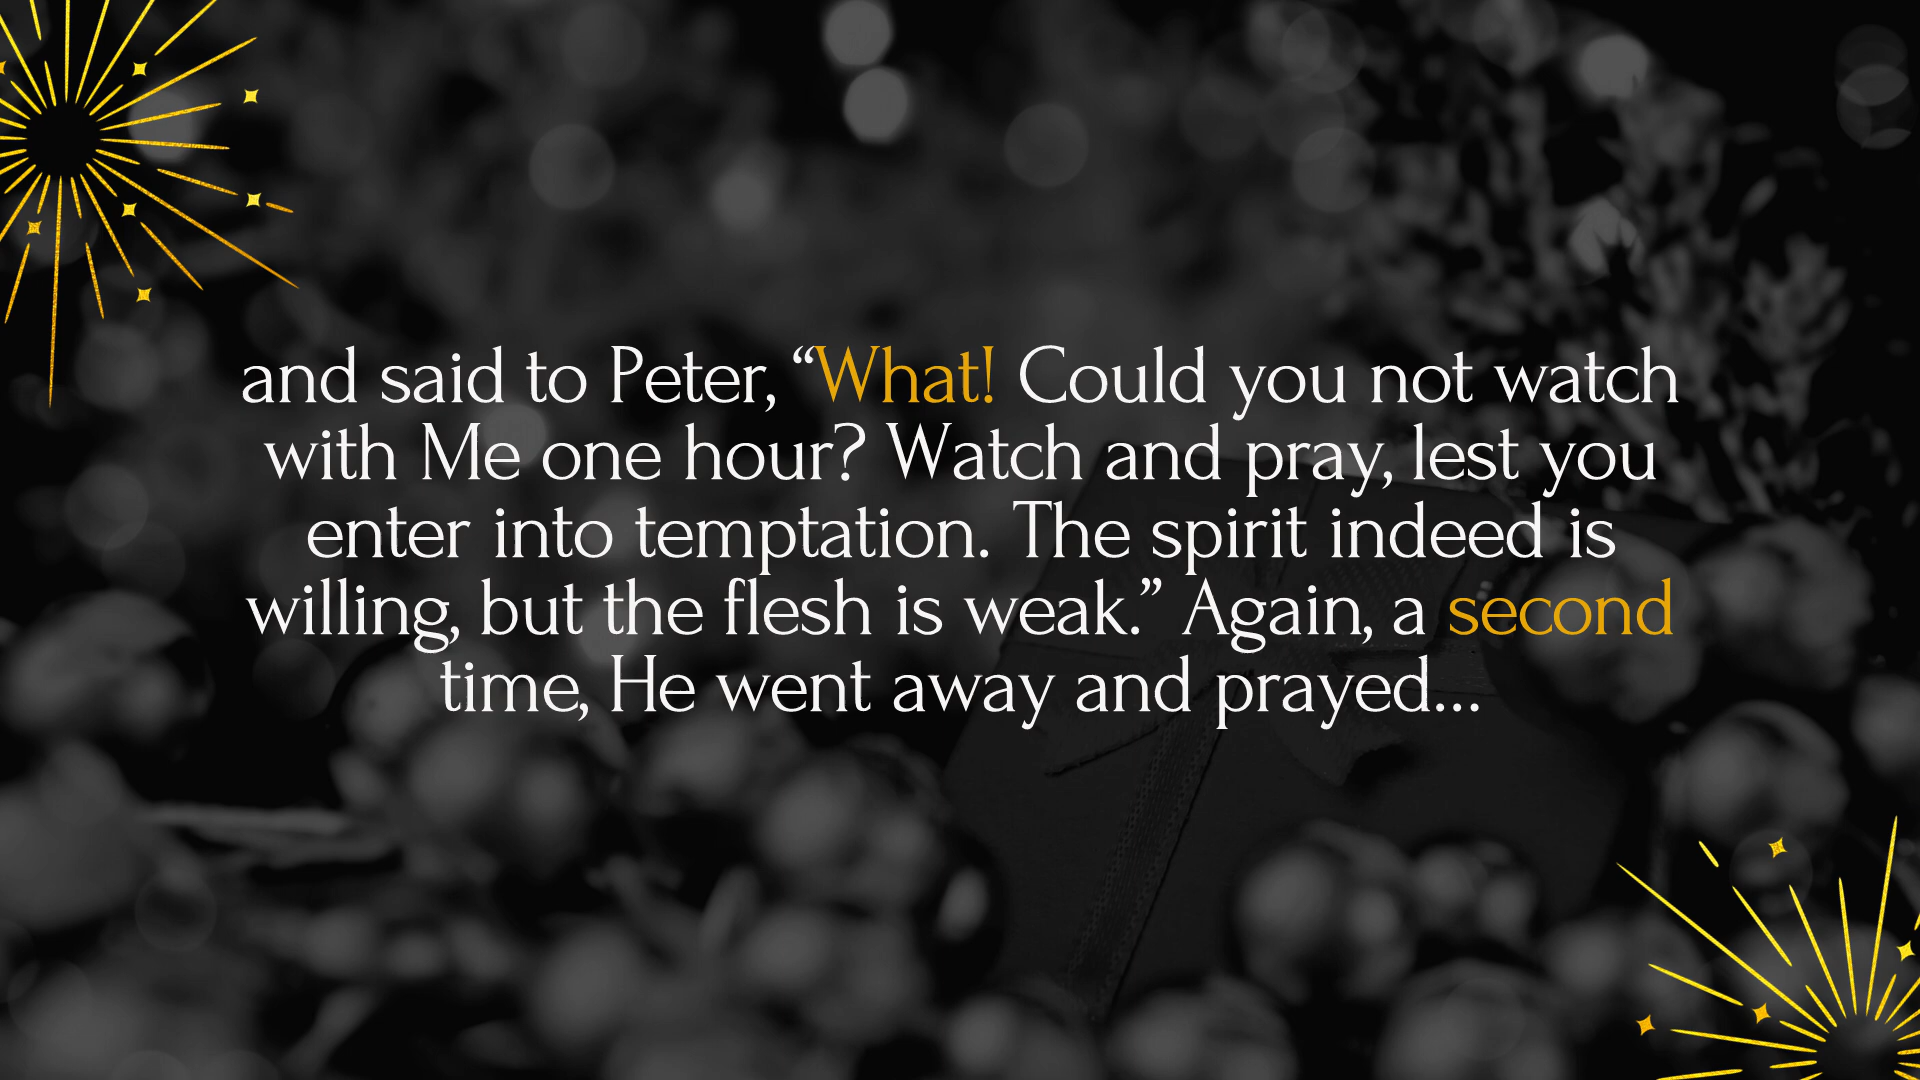 and said to Peter, “What! Could you not watch
with Me one hour? Watch and pray, lest you
enter into temptation. The spirit indeed is
willing, but the flesh is weak.” Again, a second
time, He went away and prayed...